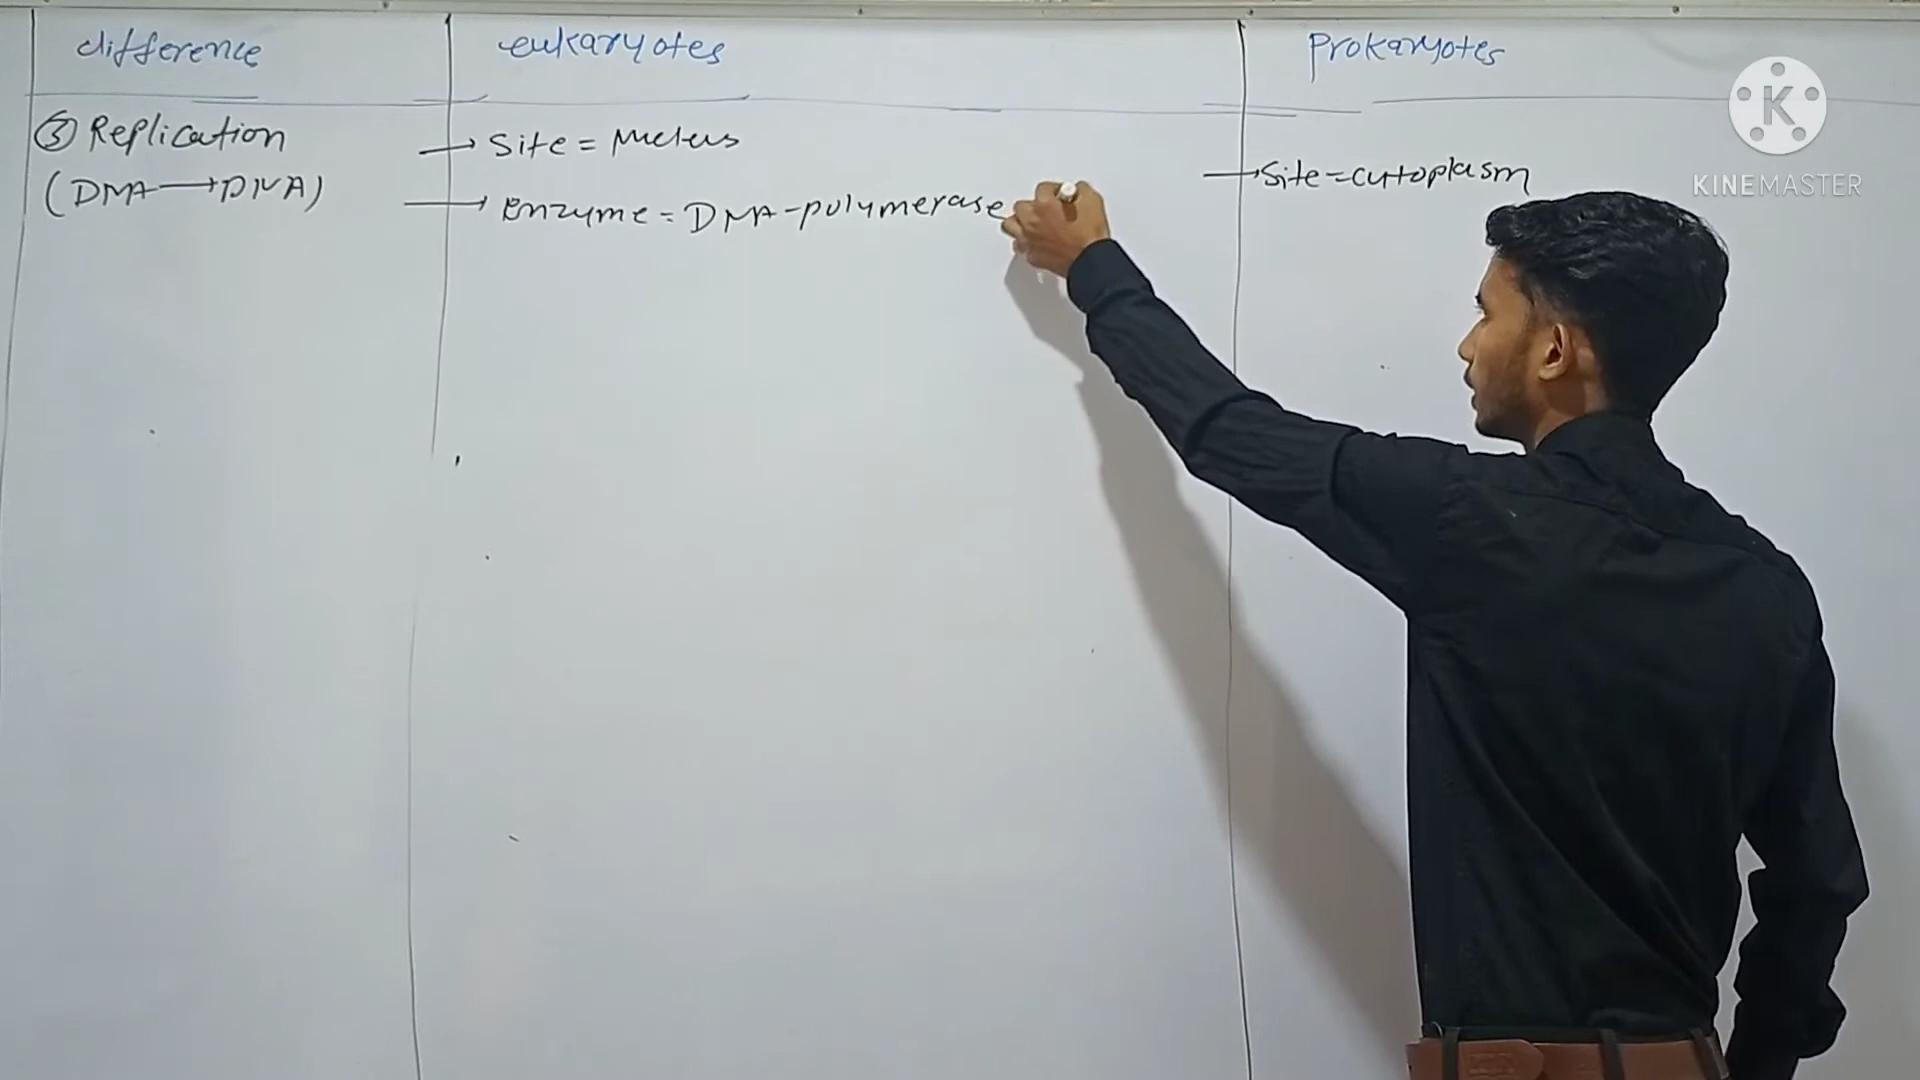 difference eukaryotes Prokaryotes
③ Replication → Site = Nucleus
→ Site = cytoplasm
(DNA → DNA) → Enzyme = DNA-polymerase
K
KINEMASTER